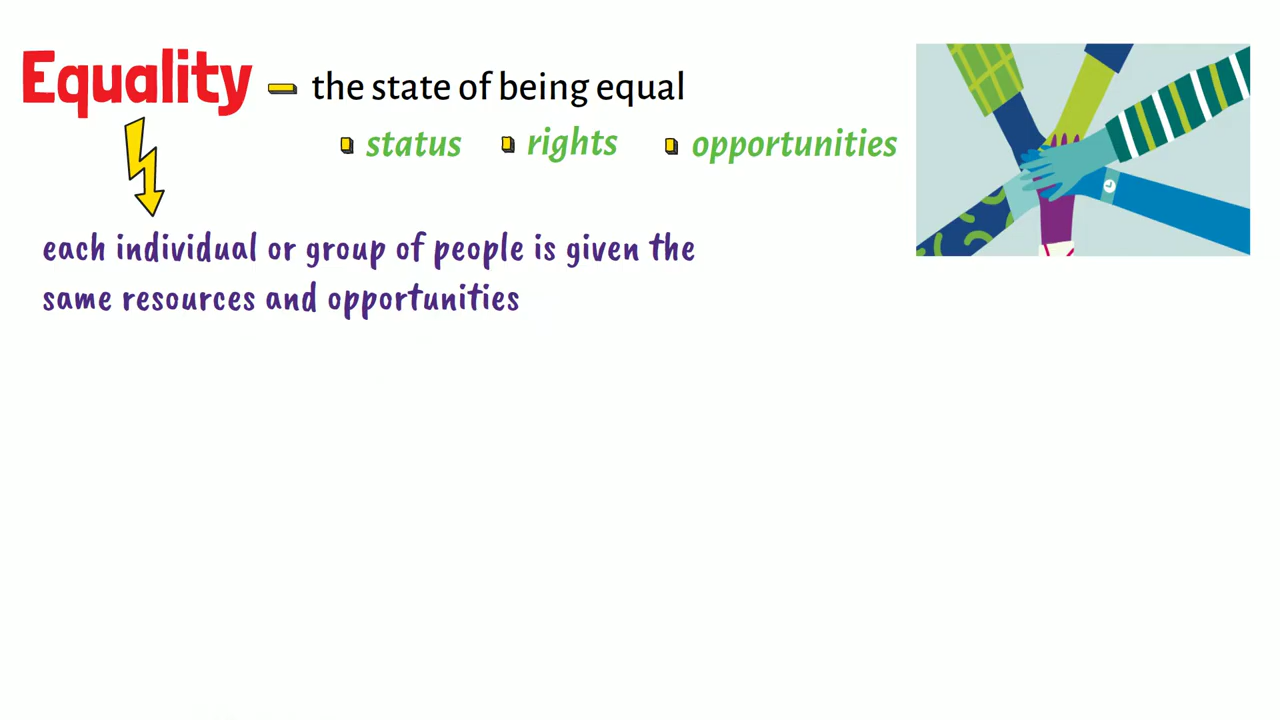 Equality – the state of being equal
status rights opportunities
each individual or group of people is given the
same resources and opportunities